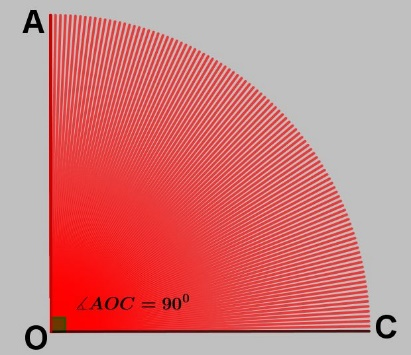 A
∡AOC = 90⁰
O
C